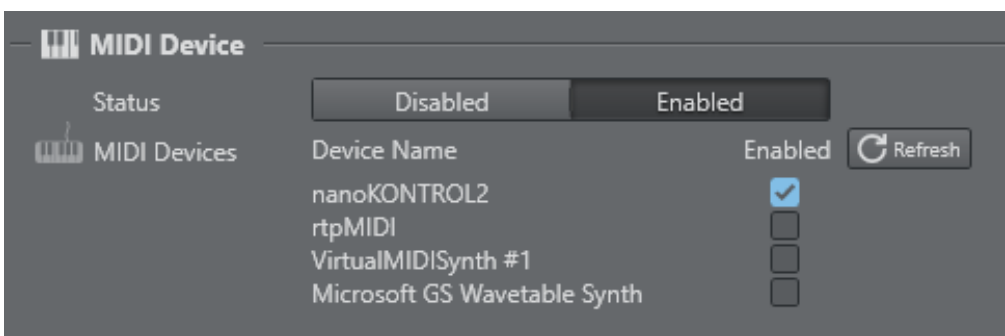 MIDI Device
Status Disabled Enabled
MIDI Devices Device Name Enabled Refresh
nanoKONTROL2
rtpMIDI
VirtualMIDISynth #1
Microsoft GS Wavetable Synth